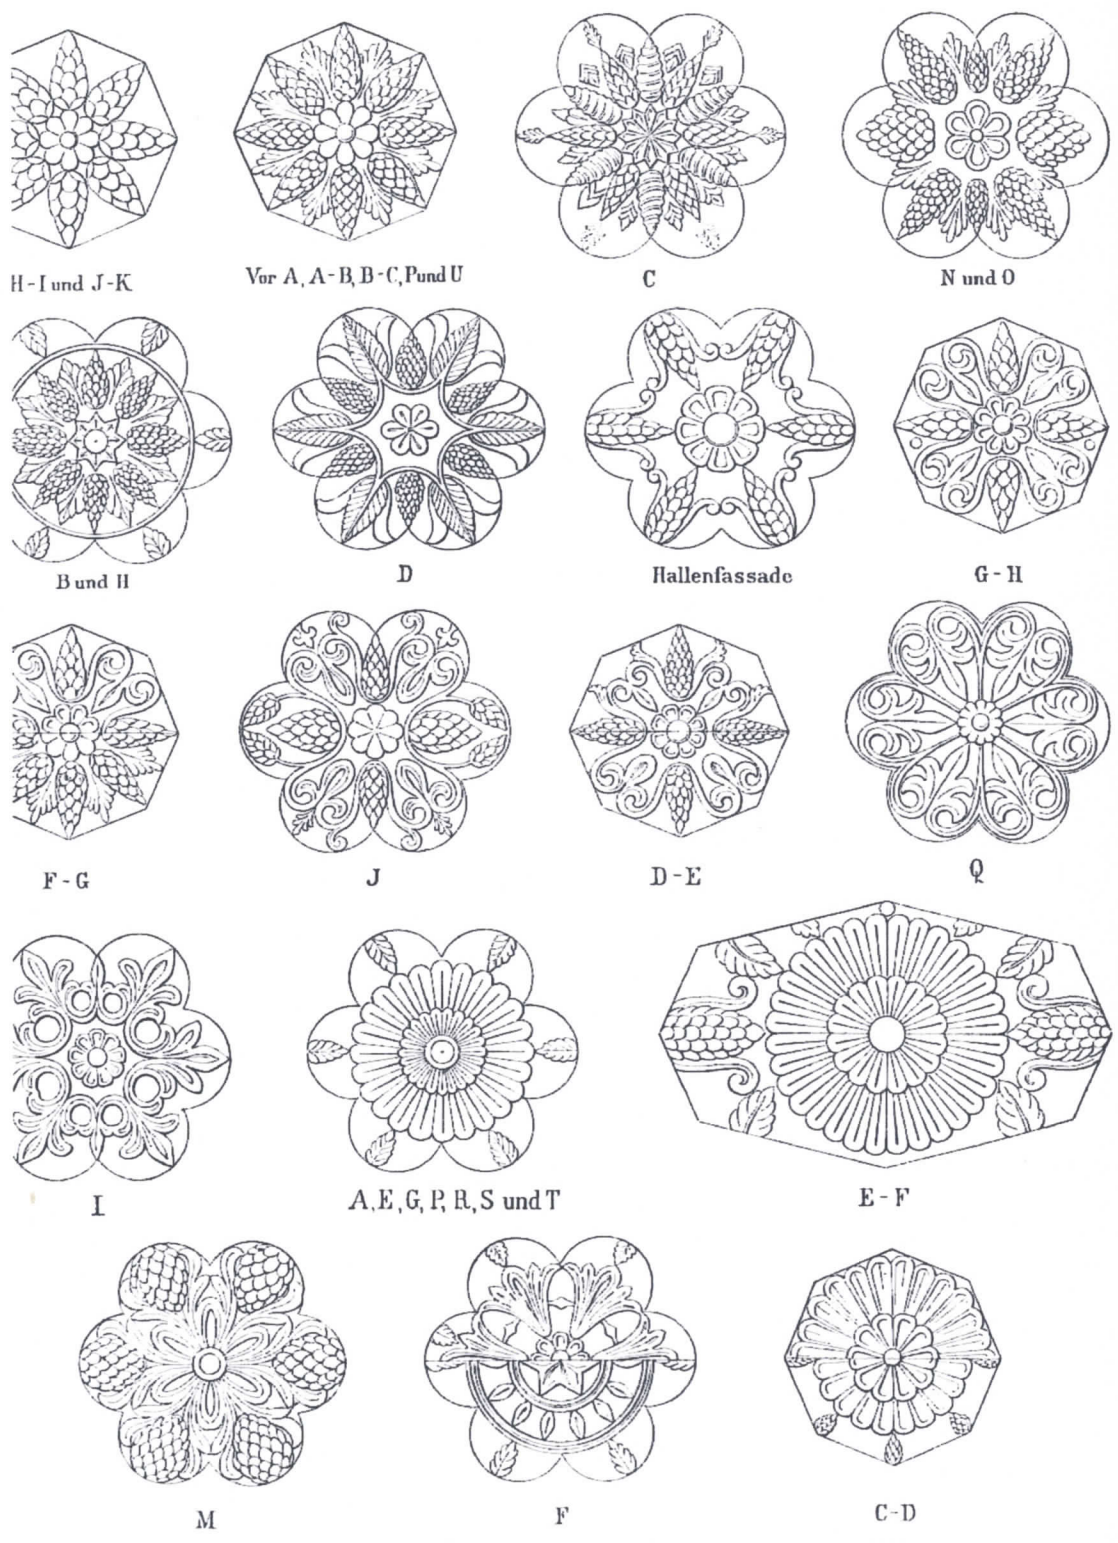 H-I und J-K
Vor A, A-B, B-C, P und U
C
N und O
B und H
D
Hallenfassade
G-H
F-G
J
D-E
Q
I
A, E, G, P, R, S und T
E-F
M
F
C-D